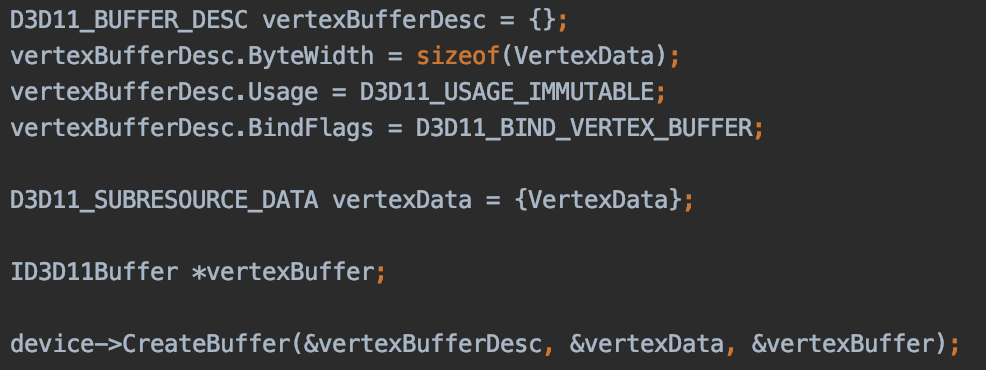 D3D11_BUFFER_DESC vertexBufferDesc = {};
vertexBufferDesc.ByteWidth = sizeof(VertexData);
vertexBufferDesc.Usage = D3D11_USAGE_IMMUTABLE;
vertexBufferDesc.BindFlags = D3D11_BIND_VERTEX_BUFFER;
D3D11_SUBRESOURCE_DATA vertexData = {VertexData};
ID3D11Buffer *vertexBuffer;
device->CreateBuffer(&vertexBufferDesc, &vertexData, &vertexBuffer);